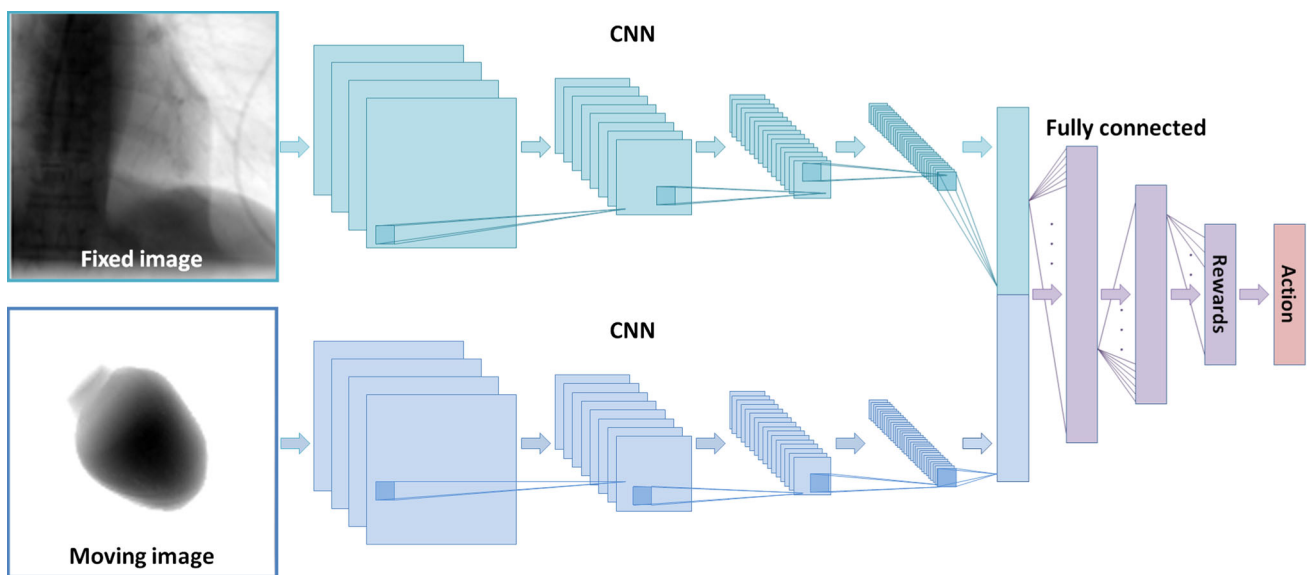 CNN
Fixed image
Fully connected
Rewards
Action
CNN
Moving image